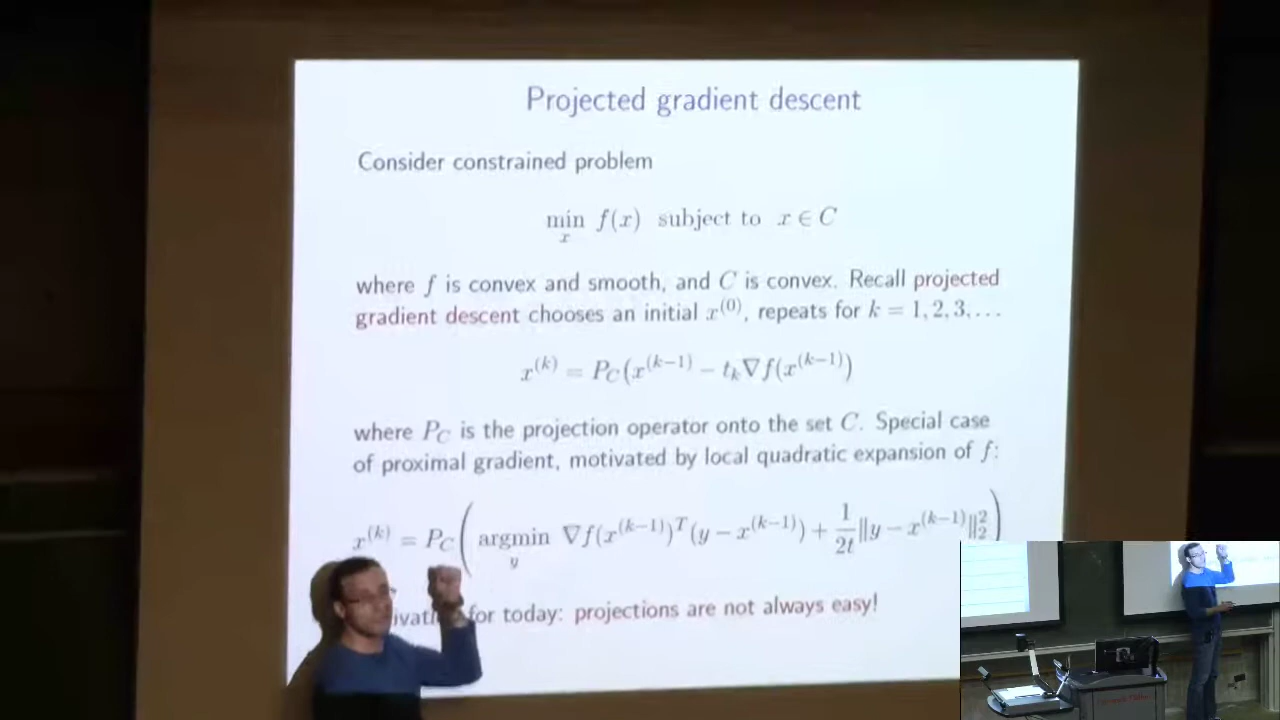 Projected gradient descent
Consider constrained problem
min f(x) subject to x ∈ C
x
where f is convex and smooth, and C is convex. Recall projected
gradient descent chooses an initial x^(0), repeats for k = 1, 2, 3, . . .
x^(k) = P_C(x^(k−1) − t_k∇f(x^(k−1))
where P_C is the projection operator onto the set C. Special case
of proximal gradient, motivated by local quadratic expansion of f:
x^(k) = P_C( argmin ∇f(x^(k−1))^T (y − x^(k−1)) + 1/2t ‖y − x^(k−1)‖_2^2 )
y
for today: projections are not always easy!